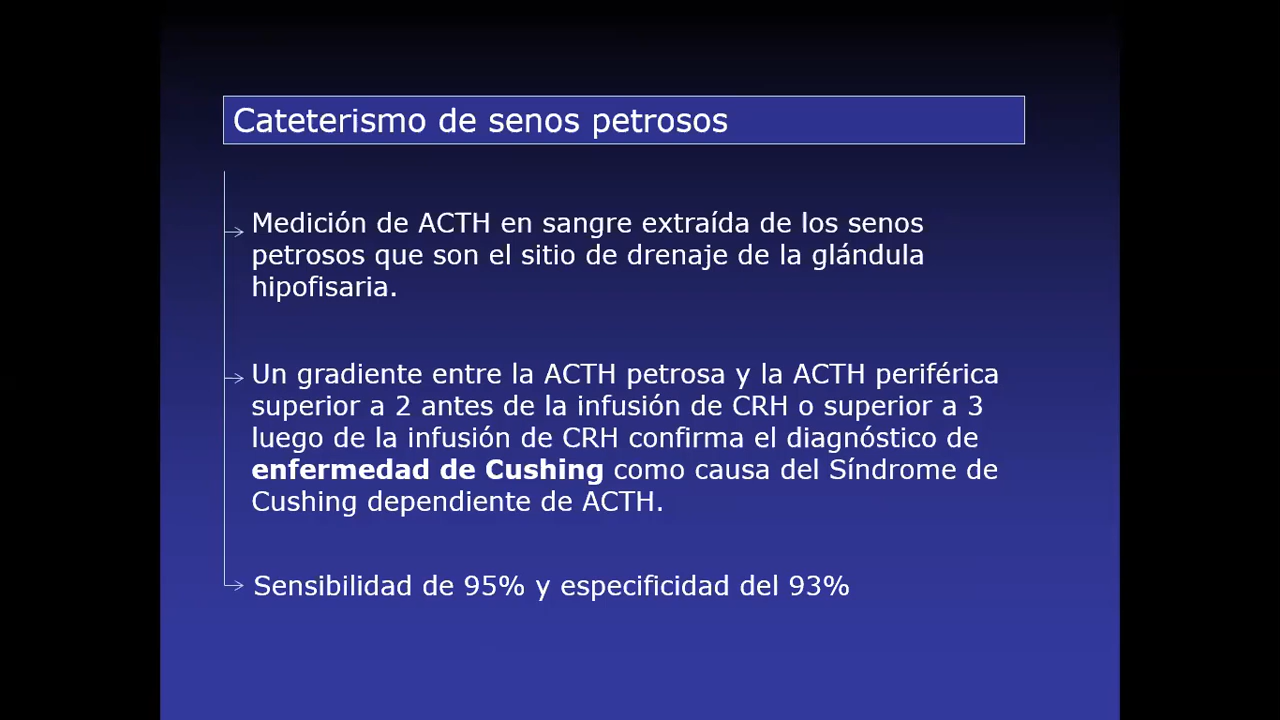 Cateterismo de senos petrosos
Medición de ACTH en sangre extraída de los senos
petrosos que son el sitio de drenaje de la glándula
hipofisaria.
Un gradiente entre la ACTH petrosa y la ACTH periférica
superior a 2 antes de la infusión de CRH o superior a 3
luego de la infusión de CRH confirma el diagnóstico de
enfermedad de Cushing como causa del Síndrome de
Cushing dependiente de ACTH.
Sensibilidad de 95% y especificidad del 93%